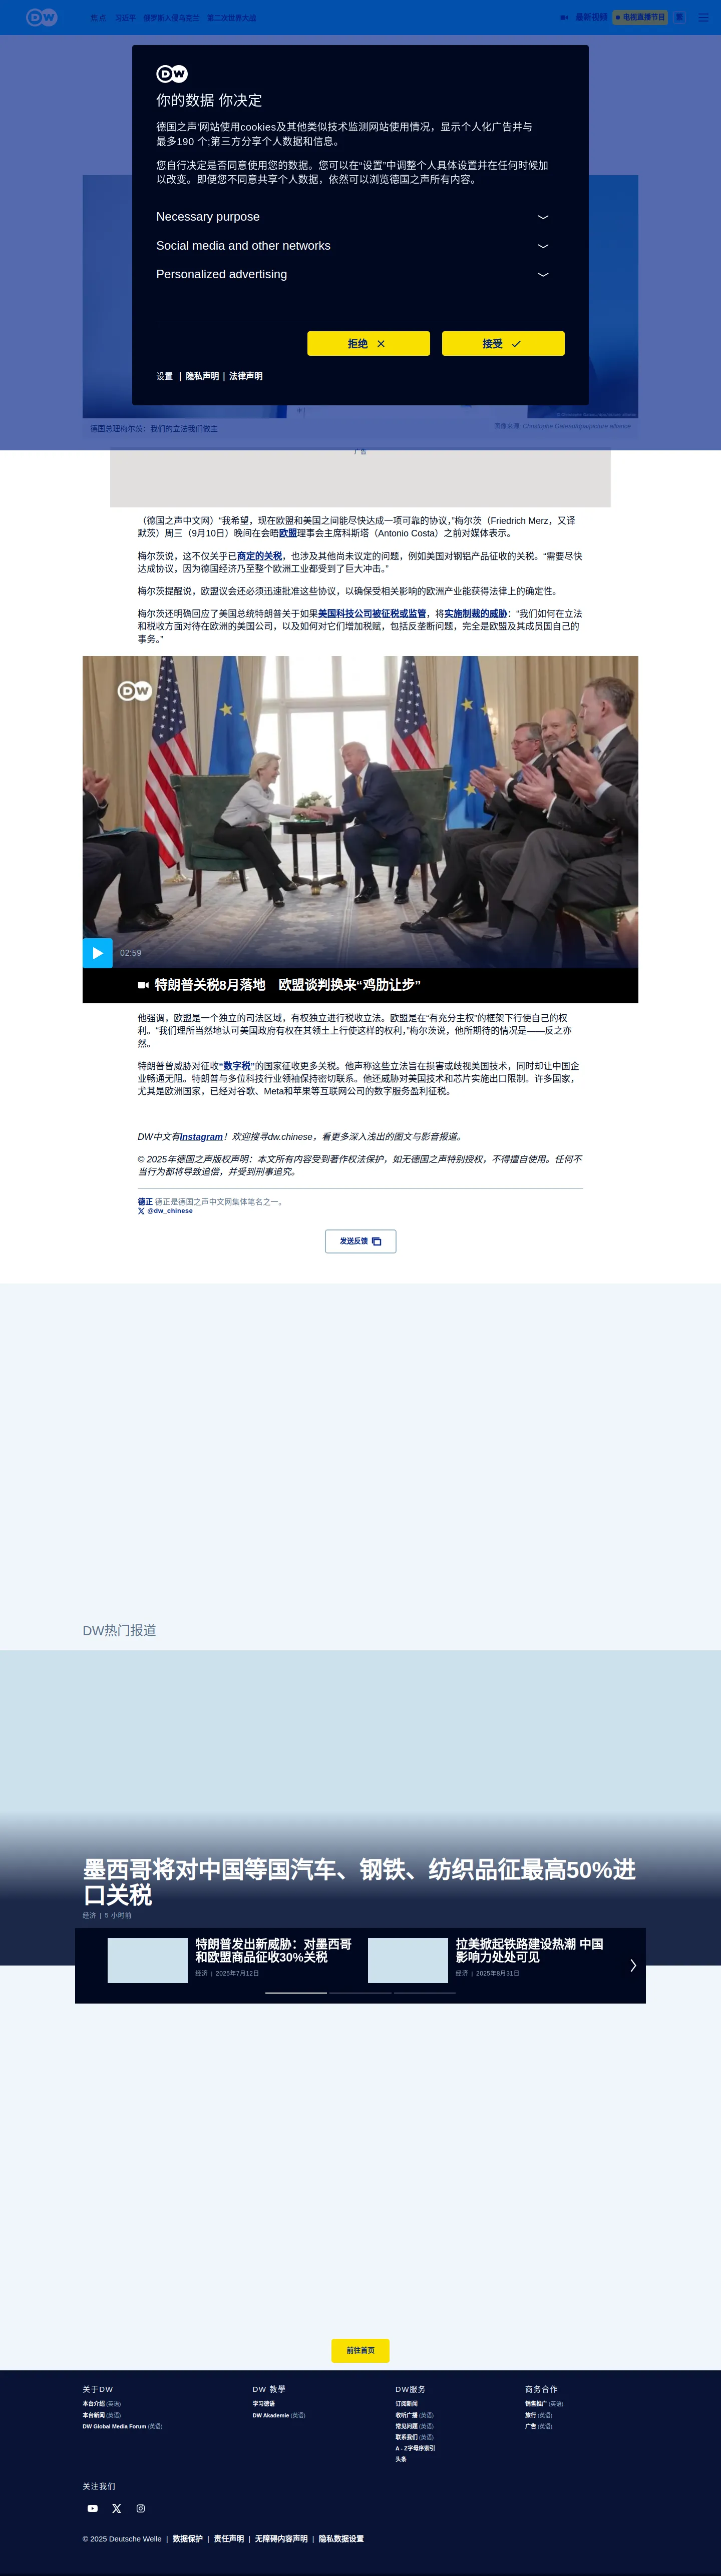 DW
焦点 习近平 俄罗斯入侵乌克兰 第二次世界大战
最新视频 电视直播节目 繁
DW
你的数据 你决定
德国之声'网站使用cookies及其他类似技术监测网站使用情况，显示个人化广告并与
最多190 个;第三方分享个人数据和信息。
您自行决定是否同意使用您的数据。您可以在“设置”中调整个人具体设置并在任何时候加
以改变。即便您不同意共享个人数据，依然可以浏览德国之声所有内容。
Necessary purpose
Social media and other networks
Personalized advertising
拒绝
接受
设置 | 隐私声明 | 法律声明
德国总理梅尔茨：我们的立法我们做主
图像来源: Christophe Gateau/dpa/picture alliance
广告
（德国之声中文网）“我希望，现在欧盟和美国之间能尽快达成一项可靠的协议，”梅尔茨（Friedrich Merz，又译
默茨）周三（9月10日）晚间在会晤欧盟理事会主席科斯塔（Antonio Costa）之前对媒体表示。
梅尔茨说，这不仅关乎已商定的关税，也涉及其他尚未议定的问题，例如美国对钢铝产品征收的关税。“需要尽快
达成协议，因为德国经济乃至整个欧洲工业都受到了巨大冲击。”
梅尔茨提醒说，欧盟议会还必须迅速批准这些协议，以确保受相关影响的欧洲产业能获得法律上的确定性。
梅尔茨还明确回应了美国总统特朗普关于如果美国科技公司被征税或监管，将实施制裁的威胁：“我们如何在立法
和税收方面对待在欧洲的美国公司，以及如何对它们增加税赋，包括反垄断问题，完全是欧盟及其成员国自己的
事务。”
DW
02:59
特朗普关税8月落地　欧盟谈判换来“鸡肋让步”
他强调，欧盟是一个独立的司法区域，有权独立进行税收立法。欧盟是在“有充分主权”的框架下行使自己的权
利。“我们理所当然地认可美国政府有权在其领土上行使这样的权利，”梅尔茨说，他所期待的情况是——反之亦
然。
特朗普曾威胁对征收“数字税”的国家征收更多关税。他声称这些立法旨在损害或歧视美国技术，同时却让中国企
业畅通无阻。特朗普与多位科技行业领袖保持密切联系。他还威胁对美国技术和芯片实施出口限制。许多国家，
尤其是欧洲国家，已经对谷歌、Meta和苹果等互联网公司的数字服务盈利征税。
DW中文有Instagram！欢迎搜寻dw.chinese，看更多深入浅出的图文与影音报道。
© 2025年德国之声版权声明：本文所有内容受到著作权法保护，如无德国之声特别授权，不得擅自使用。任何不
当行为都将导致追偿，并受到刑事追究。
德正 德正是德国之声中文网集体笔名之一。
@dw_chinese
发送反馈
DW热门报道
墨西哥将对中国等国汽车、钢铁、纺织品征最高50%进
口关税
经济 | 5 小时前
特朗普发出新威胁：对墨西哥
和欧盟商品征收30%关税
经济 | 2025年7月12日
拉美掀起铁路建设热潮 中国
影响力处处可见
经济 | 2025年8月31日
前往首页
关于DW
本台介绍 (英语)
本台新闻 (英语)
DW Global Media Forum (英语)
DW 教學
学习德语
DW Akademie (英语)
DW服务
订阅新闻
收听广播 (英语)
常见问题 (英语)
联系我们 (英语)
A - Z字母序索引
头条
商务合作
销售推广 (英语)
旅行 (英语)
广告 (英语)
关注我们
© 2025 Deutsche Welle | 数据保护 | 责任声明 | 无障碍内容声明 | 隐私数据设置